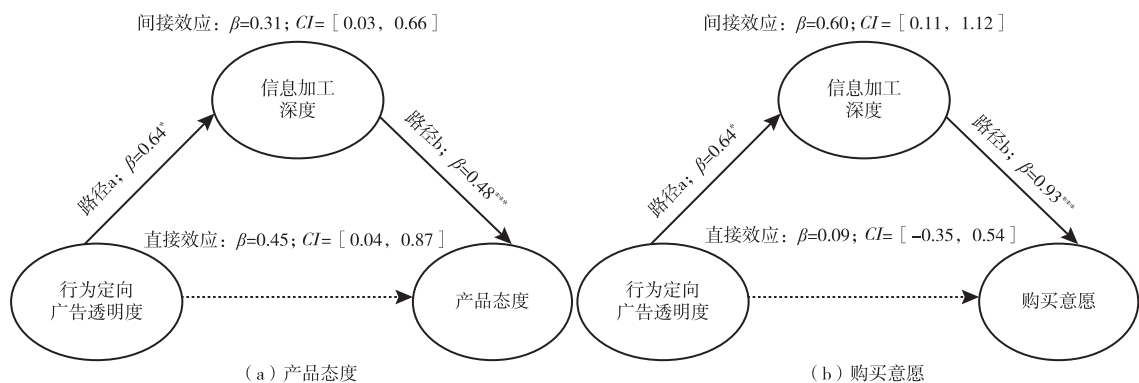 间接效应：β=0.31；CI=［0.03，0.66］
信息加工
深度
路径a；β=0.64*
路径b；β=0.48***
直接效应：β=0.45；CI=［0.04，0.87］
行为定向
广告透明度
产品态度
（a）产品态度
间接效应：β=0.60；CI=［0.11，1.12］
信息加工
深度
路径a；β=0.64*
路径b；β=0.93***
直接效应：β=0.09；CI=［-0.35，0.54］
行为定向
广告透明度
购买意愿
（b）购买意愿